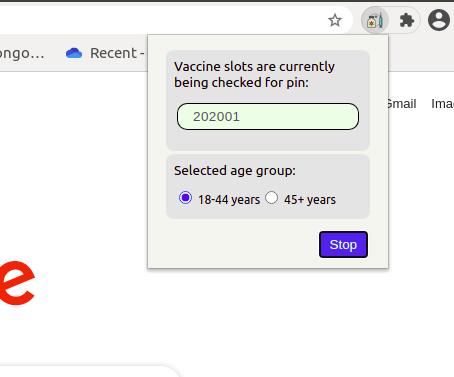 ongo…
Recent -
Vaccine slots are currently
being checked for pin:
202001
Gmail
Ima
Selected age group:
18-44 years
45+ years
Stop
e